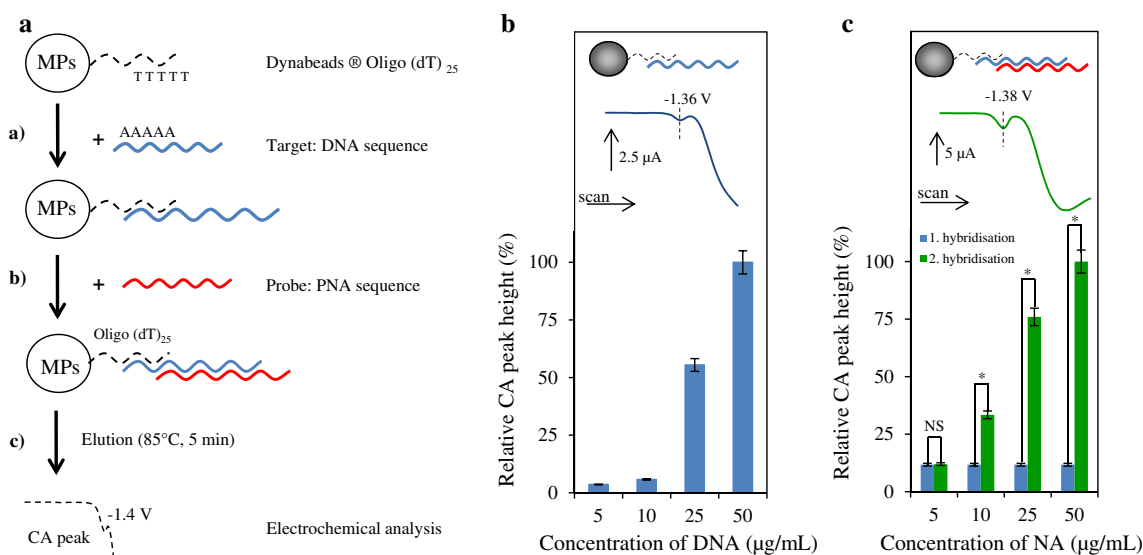 a
MPs
T T T T T
Dynabeads ® Oligo (dT) 25
a)
+ AAAAA
Target: DNA sequence
MPs
b)
+
Probe: PNA sequence
Oligo (dT)25
MPs
c)
Elution (85°C, 5 min)
-1.4 V
CA peak
Electrochemical analysis
b
-1.36 V
2.5 µA
scan
Relative CA peak height (%)
100
75
50
25
0
5 10 25 50
Concentration of DNA (µg/mL)
c
-1.38 V
5 µA
scan
1. hybridisation
2. hybridisation
Relative CA peak height (%)
100
75
50
25
0
NS
*
*
*
5 10 25 50
Concentration of NA (µg/mL)